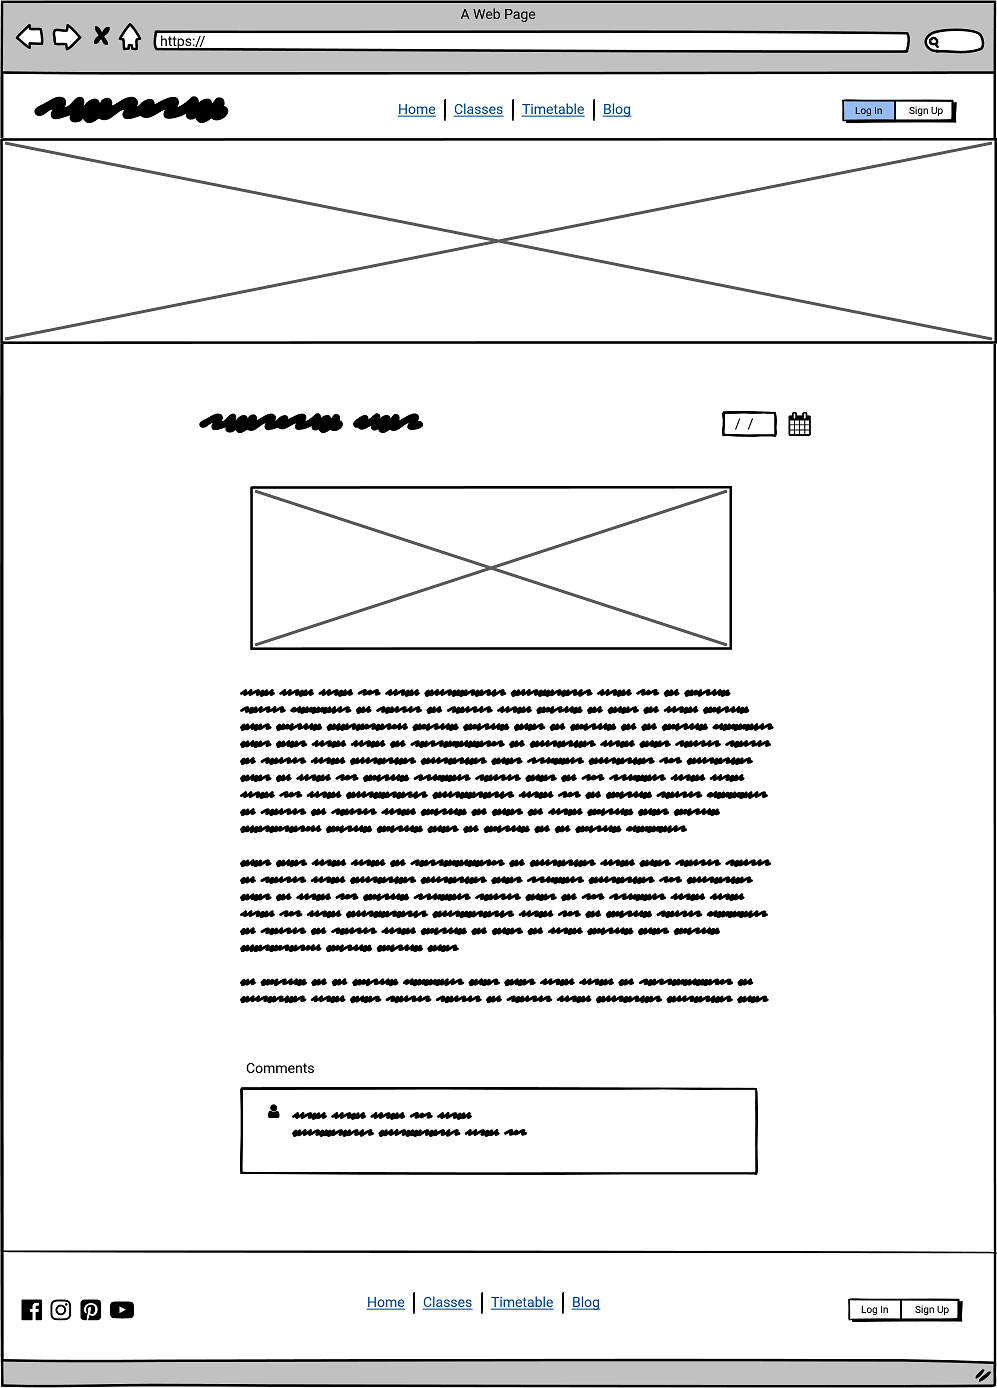 A Web Page
https://
Home Classes Timetable Blog
Log In Sign Up
/ /
Comments
Home Classes Timetable Blog
Log In Sign Up